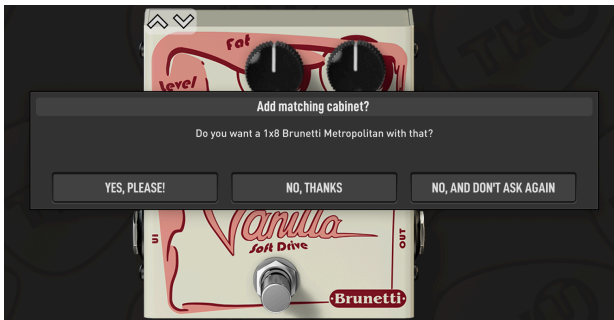 Fat
Level
Add matching cabinet?
Do you want a 1x8 Brunetti Metropolitan with that?
YES, PLEASE!
NO, THANKS
NO, AND DON'T ASK AGAIN
Vanilla
Soft Drive
IN
OUT
·Brunetti·